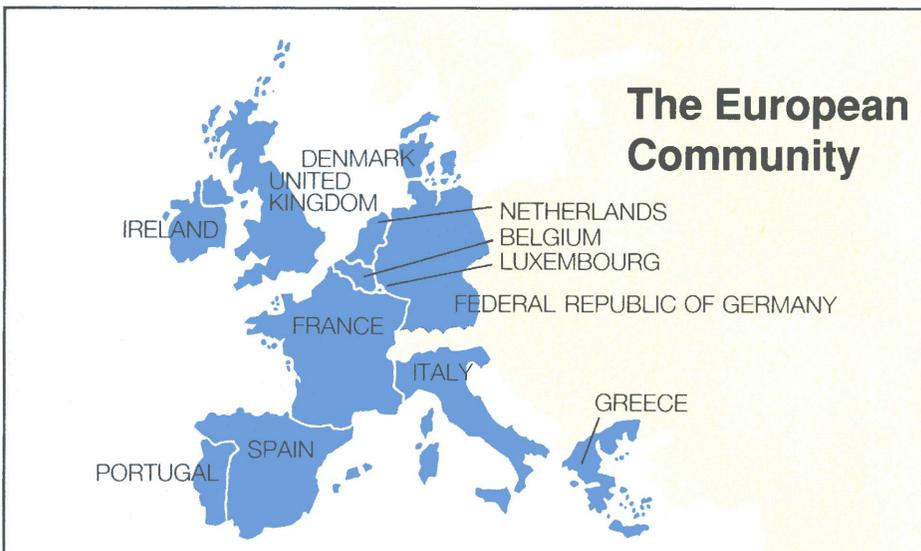 The European
Community
DENMARK
UNITED
KINGDOM
IRELAND
NETHERLANDS
BELGIUM
LUXEMBOURG
FEDERAL REPUBLIC OF GERMANY
FRANCE
ITALY
GREECE
SPAIN
PORTUGAL